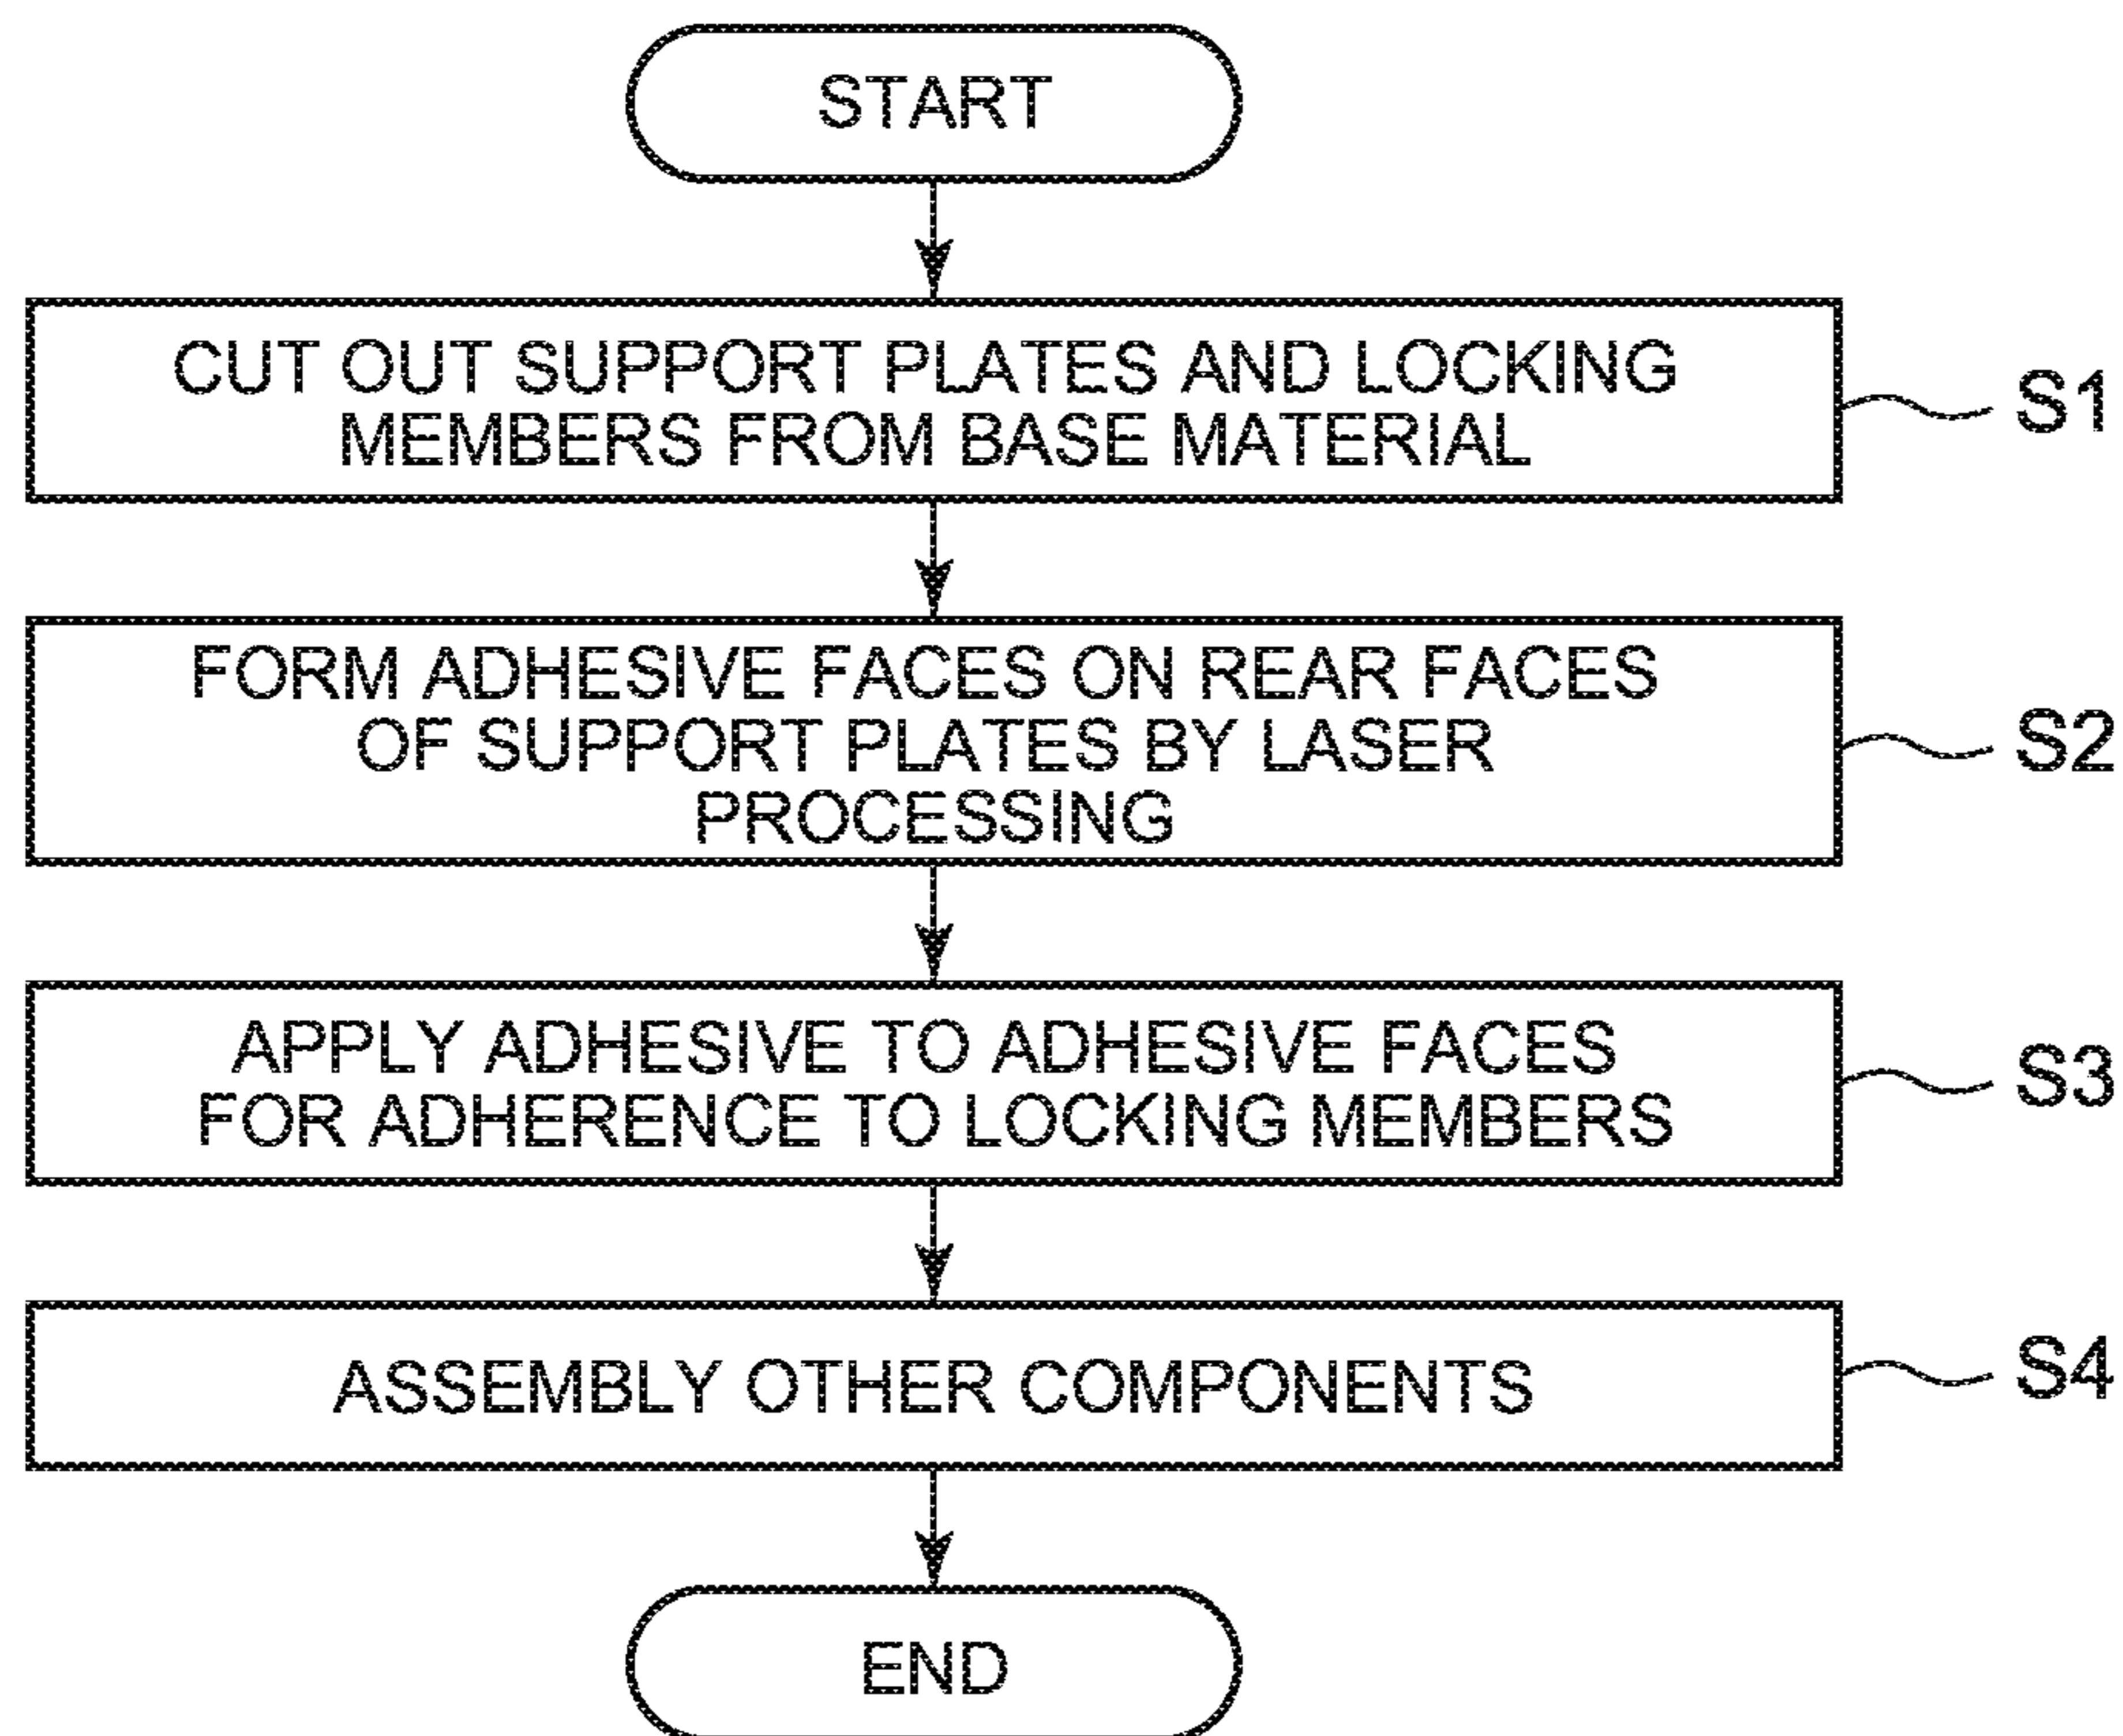 START
CUT OUT SUPPORT PLATES AND LOCKING
MEMBERS FROM BASE MATERIAL
S1
FORM ADHESIVE FACES ON REAR FACES
OF SUPPORT PLATES BY LASER
PROCESSING
S2
APPLY ADHESIVE TO ADHESIVE FACES
FOR ADHERENCE TO LOCKING MEMBERS
S3
ASSEMBLY OTHER COMPONENTS
S4
END